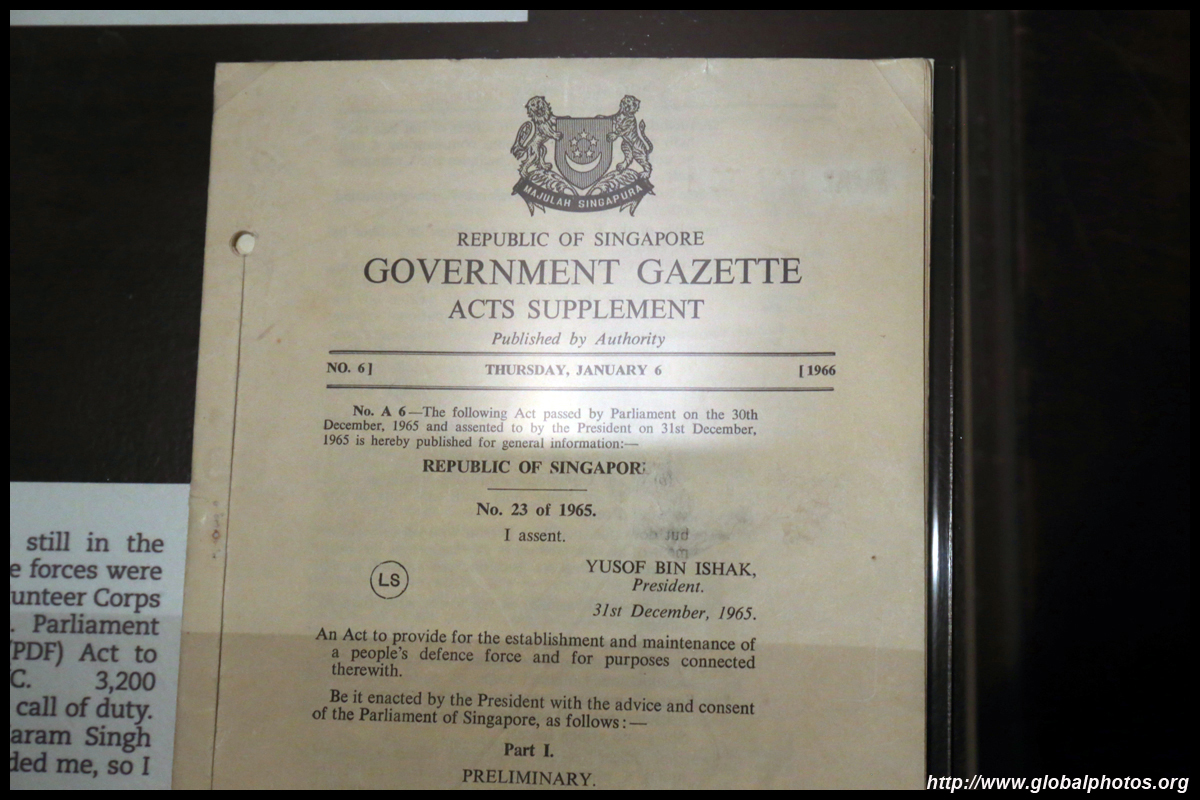 MAJULAH SINGAPURA
REPUBLIC OF SINGAPORE
GOVERNMENT GAZETTE
ACTS SUPPLEMENT
Published by Authority
NO. 6] THURSDAY, JANUARY 6 [1966
No. A 6—The following Act passed by Parliament on the 30th
December, 1965 and assented to by the President on 31st December,
1965 is hereby published for general information:—
REPUBLIC OF SINGAPOR
No. 23 of 1965.
I assent.
LS
YUSOF BIN ISHAK,
President.
31st December, 1965.
An Act to provide for the establishment and maintenance of
a people's defence force and for purposes connected
therewith.
Be it enacted by the President with the advice and consent
of the Parliament of Singapore, as follows:—
Part I.
PRELIMINARY.
still in the
e forces were
unteer Corps
. Parliament
(PDF) Act to
C. 3,200
call of duty.
aram Singh
ded me, so I
http://www.globalphotos.org